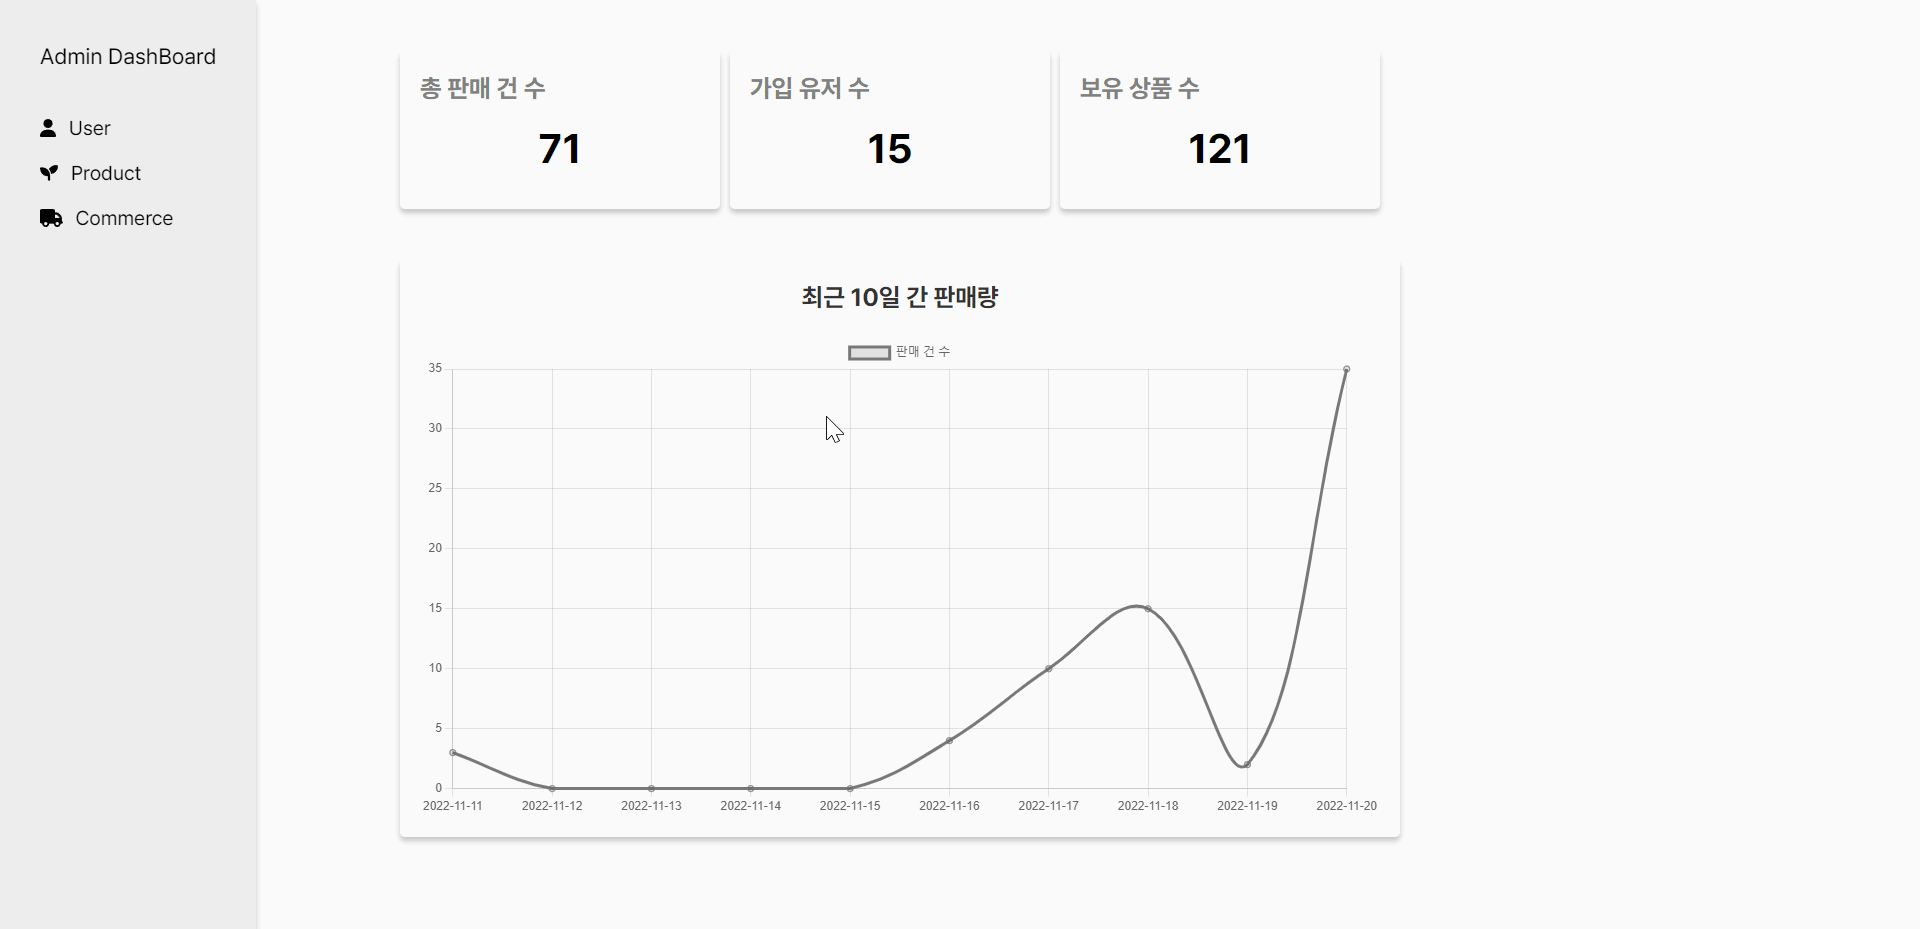 Admin DashBoard
User
Product
Commerce
총 판매 건 수
71
가입 유저 수
15
보유 상품 수
121
최근 10일 간 판매량
판매 건 수
35
30
25
20
15
10
5
0
2022-11-11 2022-11-12 2022-11-13 2022-11-14 2022-11-15 2022-11-16 2022-11-17 2022-11-18 2022-11-19 2022-11-20